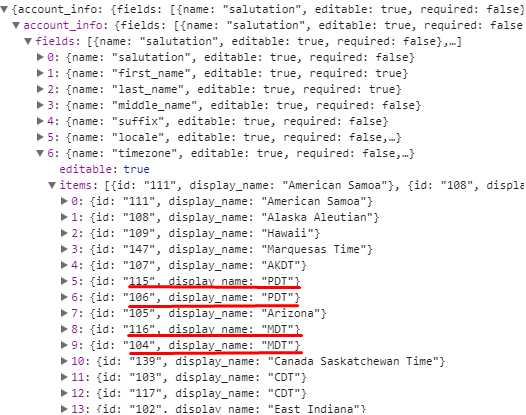 {account_info: {fields: [{name: "salutation", editable: true, required: false}
account_info: {fields: [{name: "salutation", editable: true, required: false
fields: [{name: "salutation", editable: true, required: false},…]
0: {name: "salutation", editable: true, required: false}
1: {name: "first_name", editable: true, required: true}
2: {name: "last_name", editable: true, required: true}
3: {name: "middle_name", editable: true, required: false}
4: {name: "suffix", editable: true, required: false}
5: {name: "locale", editable: true, required: false,…}
6: {name: "timezone", editable: true, required: false,…}
editable: true
items: [{id: "111", display_name: "American Samoa"}, {id: "108", displa
0: {id: "111", display_name: "American Samoa"}
1: {id: "108", display_name: "Alaska Aleutian"}
2: {id: "109", display_name: "Hawaii"}
3: {id: "147", display_name: "Marquesas Time"}
4: {id: "107", display_name: "AKDT"}
5: {id: "115", display_name: "PDT"}
6: {id: "106", display_name: "PDT"}
7: {id: "105", display_name: "Arizona"}
8: {id: "116", display_name: "MDT"}
9: {id: "104", display_name: "MDT"}
10: {id: "139", display_name: "Canada Saskatchewan Time"}
11: {id: "103", display_name: "CDT"}
12: {id: "117", display_name: "CDT"}
13: {id: "102", display_name: "East Indiana"}